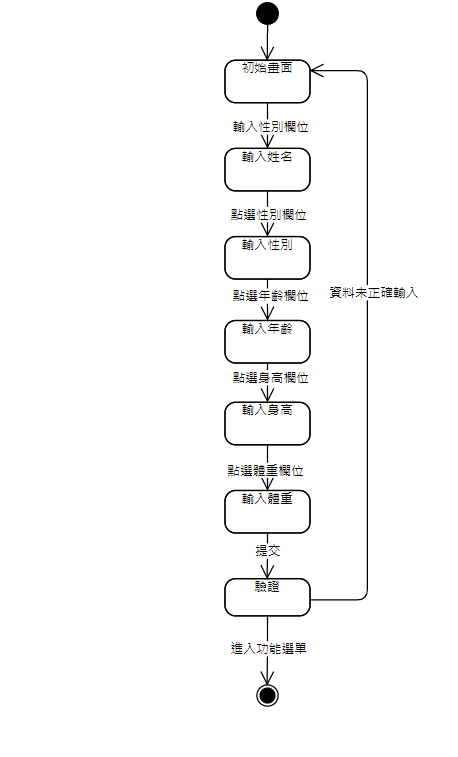 初始畫面
輸入性別欄位
輸入姓名
點選性別欄位
輸入性別
點選年齡欄位
資料未正確輸入
輸入年齡
點選身高欄位
輸入身高
點選體重欄位
輸入體重
提交
驗證
進入功能選單